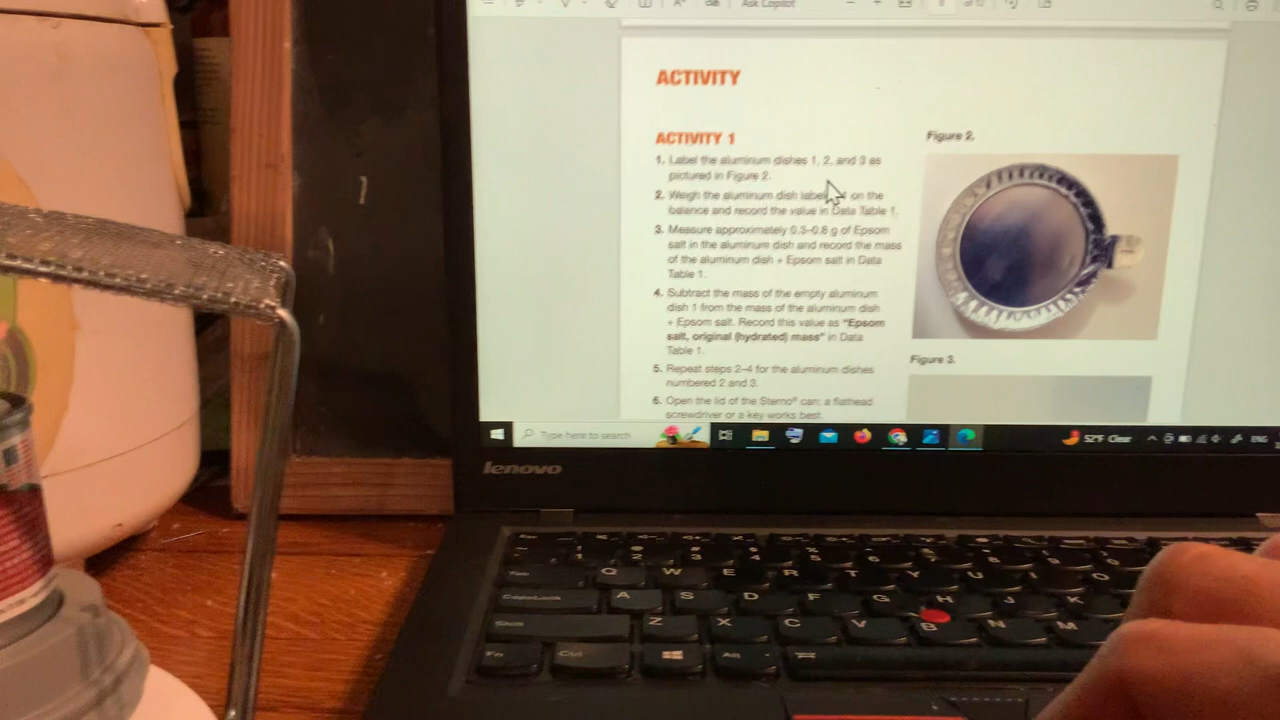 Ask Copilot
ACTIVITY
ACTIVITY 1
1. Label the aluminum dishes 1, 2, and 3 as
pictured in Figure 2.
2. Weigh the aluminum dish label on the
balance and record the value in Data Table 1.
3. Measure approximately 0.3–0.8 g of Epsom
salt in the aluminum dish and record the mass
of the aluminum dish + Epsom salt in Data
Table 1.
4. Subtract the mass of the empty aluminum
dish 1 from the mass of the aluminum dish
+ Epsom salt. Record this value as "Epsom
salt, original (hydrated) mass" in Data
Table 1.
5. Repeat steps 2–4 for the aluminum dishes
numbered 2 and 3.
6. Open the lid of the Sterno® can; a flathead
screwdriver or a key works best.
Figure 2.
Figure 3.
Type here to search
52°F Clear
ENG
lenovo
Q W E R T Y U I O
CapsLock A S D F G H J K
Shift Z X C V B N M
Fn Ctrl Alt